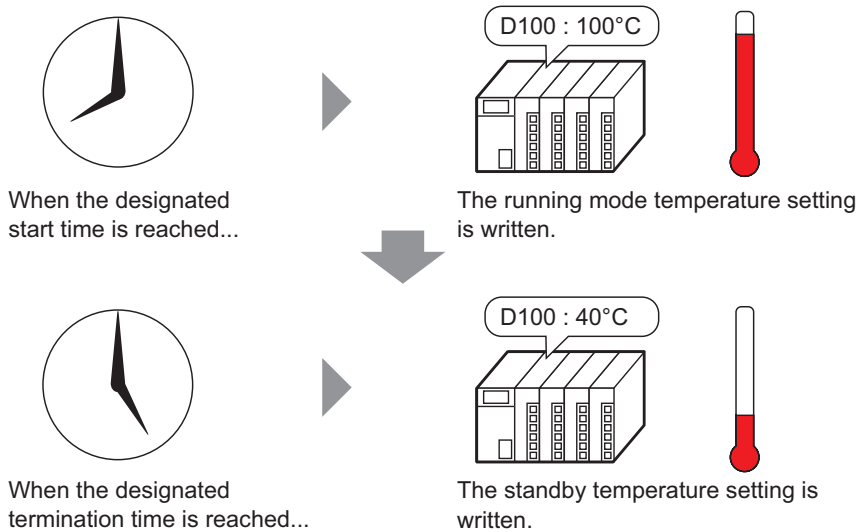 D100 : 100°C
When the designated
start time is reached...
The running mode temperature setting
is written.
D100 : 40°C
When the designated
termination time is reached...
The standby temperature setting is
written.